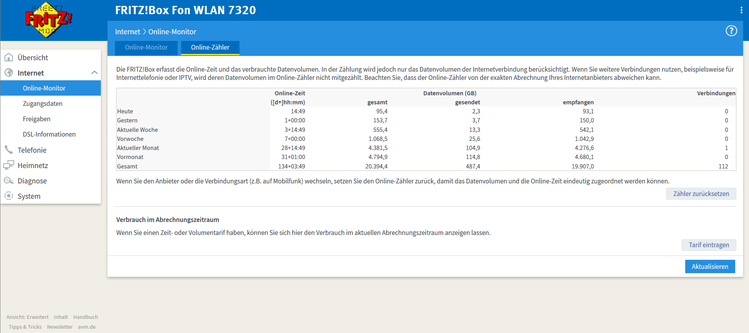 FRITZ!
FRITZ!Box Fon WLAN 7320
Internet > Online-Monitor
Online-Monitor
Online-Zähler
Übersicht
Internet
Online-Monitor
Zugangsdaten
Freigaben
DSL-Informationen
Telefonie
Heimnetz
Diagnose
System
Die FRITZ!Box erfasst die Online-Zeit und das verbrauchte Datenvolumen. In der Zählung wird jedoch nur das Datenvolumen der Internetverbindung berücksichtigt. Wenn Sie weitere Verbindungen nutzen, beispielsweise für
Internettelefonie oder IPTV, wird deren Datenvolumen im Online-Zähler nicht mitgezählt. Beachten Sie, dass der Online-Zähler von der exakten Abrechnung Ihres Internetanbieters abweichen kann.
Online-Zeit Datenvolumen (GB) Verbindungen
([d+]hh:mm) gesamt gesendet empfangen
Heute 14:49 95,4 2,3 93,1 0
Gestern 1+00:00 153,7 3,7 150,0 0
Aktuelle Woche 3+14:49 555,4 13,3 542,1 0
Vorwoche 7+00:00 1.068,5 25,6 1.042,9 0
Aktueller Monat 28+14:49 4.381,5 104,9 4.276,6 1
Vormonat 31+01:00 4.794,9 114,8 4.680,1 0
Gesamt 134+03:49 20.394,4 487,4 19.907,0 112
Wenn Sie den Anbieter oder die Verbindungsart (z.B. auf Mobilfunk) wechseln, setzen Sie den Online-Zähler zurück, damit das Datenvolumen und die Online-Zeit eindeutig zugeordnet werden können.
Zähler zurücksetzen
Verbrauch im Abrechnungszeitraum
Wenn Sie einen Zeit- oder Volumentarif haben, können Sie sich hier den Verbrauch im aktuellen Abrechnungszeitraum anzeigen lassen.
Tarif eintragen
Aktualisieren
Ansicht: Erweitert Inhalt Handbuch
Tipps & Tricks Newsletter avm.de